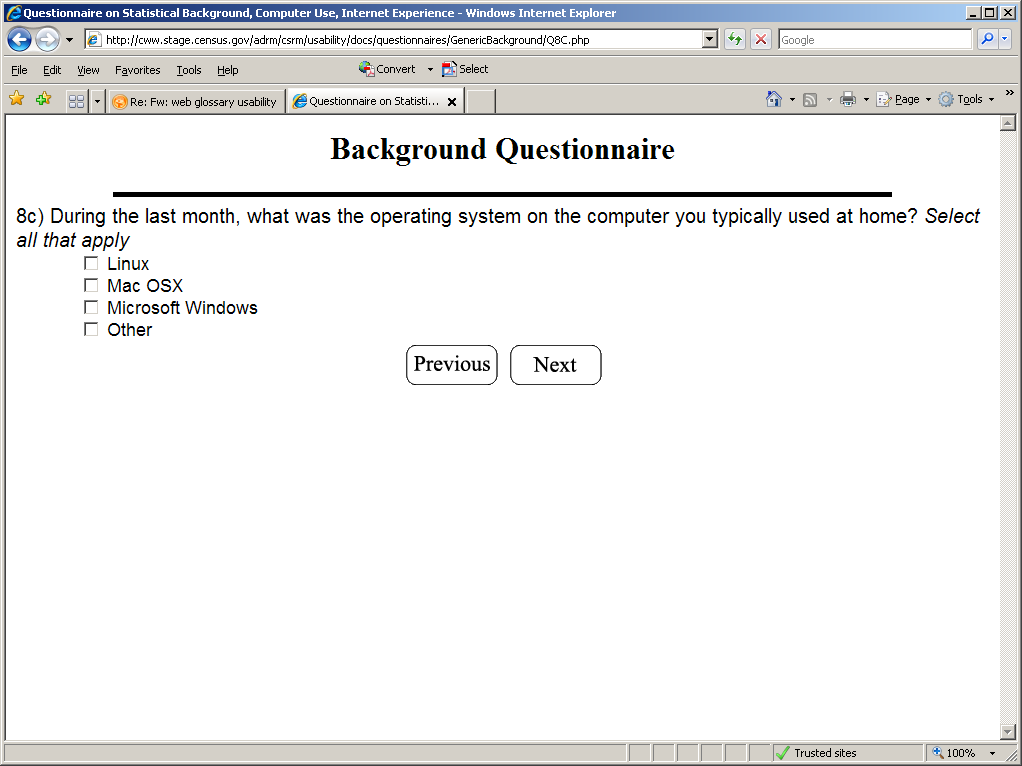 Questionnaire on Statistical Background, Computer Use, Internet Experience - Windows Internet Explorer
http://cww.stage.census.gov/adrm/csrm/usability/docs/questionnaires/GenericBackground/Q8C.php
Google
File Edit View Favorites Tools Help
Convert Select
Re: Fw: web glossary usability
Questionnaire on Statisti...
Page Tools
Background Questionnaire
8c) During the last month, what was the operating system on the computer you typically used at home? Select
all that apply
Linux
Mac OSX
Microsoft Windows
Other
Previous Next
Trusted sites
100%